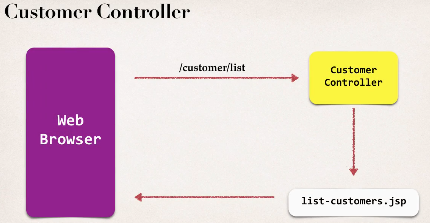 Customer Controller
/customer/list
Customer
Controller
Web
Browser
list-customers.jsp